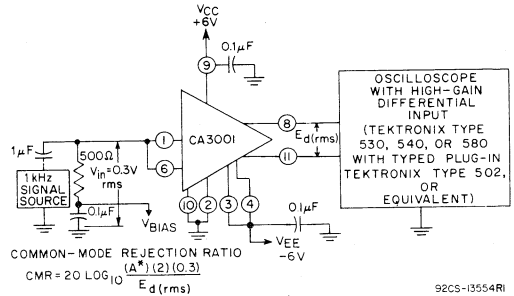 VCC
+6V
0.1μF
9
OSCILLOSCOPE
WITH HIGH-GAIN
DIFFERENTIAL
INPUT
(TEKTRONIX TYPE
530, 540, OR 580
WITH TYPED PLUG-IN
TEKTRONIX TYPE 502,
OR
EQUIVALENT)
8
Ed(rms)
11
CA3001
1
6
10
2
3
4
1μF
500Ω
Vin=0.3V
rms
1 kHz
SIGNAL
SOURCE
0.1μF
VBIAS
0.1μF
VEE
-6V
COMMON-MODE REJECTION RATIO
CMR = 20 LOG10 (A*)(2)(0.3)
Ed(rms)
92CS-13554R1